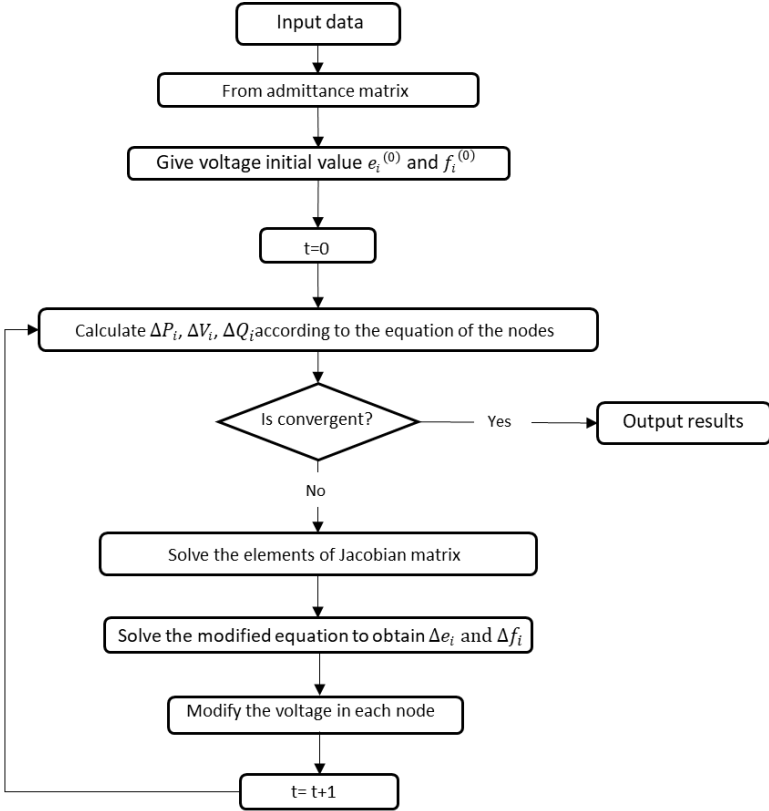 Input data
From admittance matrix
Give voltage initial value e_i^(0) and f_i^(0)
t=0
Calculate ΔP_i, ΔV_i, ΔQ_i according to the equation of the nodes
Is convergent?
Yes
Output results
No
Solve the elements of Jacobian matrix
Solve the modified equation to obtain Δe_i and Δf_i
Modify the voltage in each node
t= t+1